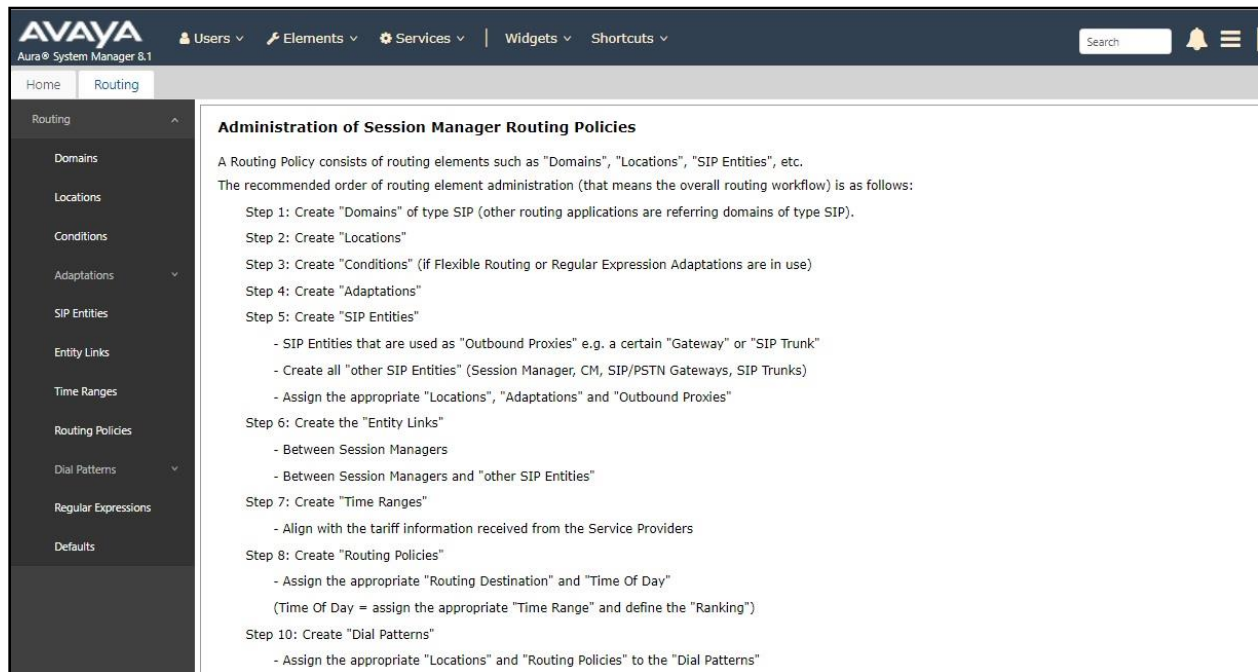 AVAYA
Aura® System Manager 8.1
Users Elements Services | Widgets Shortcuts
Search
Home Routing
Routing
Domains
Locations
Conditions
Adaptations
SIP Entities
Entity Links
Time Ranges
Routing Policies
Dial Patterns
Regular Expressions
Defaults
Administration of Session Manager Routing Policies
A Routing Policy consists of routing elements such as "Domains", "Locations", "SIP Entities", etc.
The recommended order of routing element administration (that means the overall routing workflow) is as follows:
Step 1: Create "Domains" of type SIP (other routing applications are referring domains of type SIP).
Step 2: Create "Locations"
Step 3: Create "Conditions" (if Flexible Routing or Regular Expression Adaptations are in use)
Step 4: Create "Adaptations"
Step 5: Create "SIP Entities"
- SIP Entities that are used as "Outbound Proxies" e.g. a certain "Gateway" or "SIP Trunk"
- Create all "other SIP Entities" (Session Manager, CM, SIP/PSTN Gateways, SIP Trunks)
- Assign the appropriate "Locations", "Adaptations" and "Outbound Proxies"
Step 6: Create the "Entity Links"
- Between Session Managers
- Between Session Managers and "other SIP Entities"
Step 7: Create "Time Ranges"
- Align with the tariff information received from the Service Providers
Step 8: Create "Routing Policies"
- Assign the appropriate "Routing Destination" and "Time Of Day"
(Time Of Day = assign the appropriate "Time Range" and define the "Ranking")
Step 10: Create "Dial Patterns"
- Assign the appropriate "Locations" and "Routing Policies" to the "Dial Patterns"